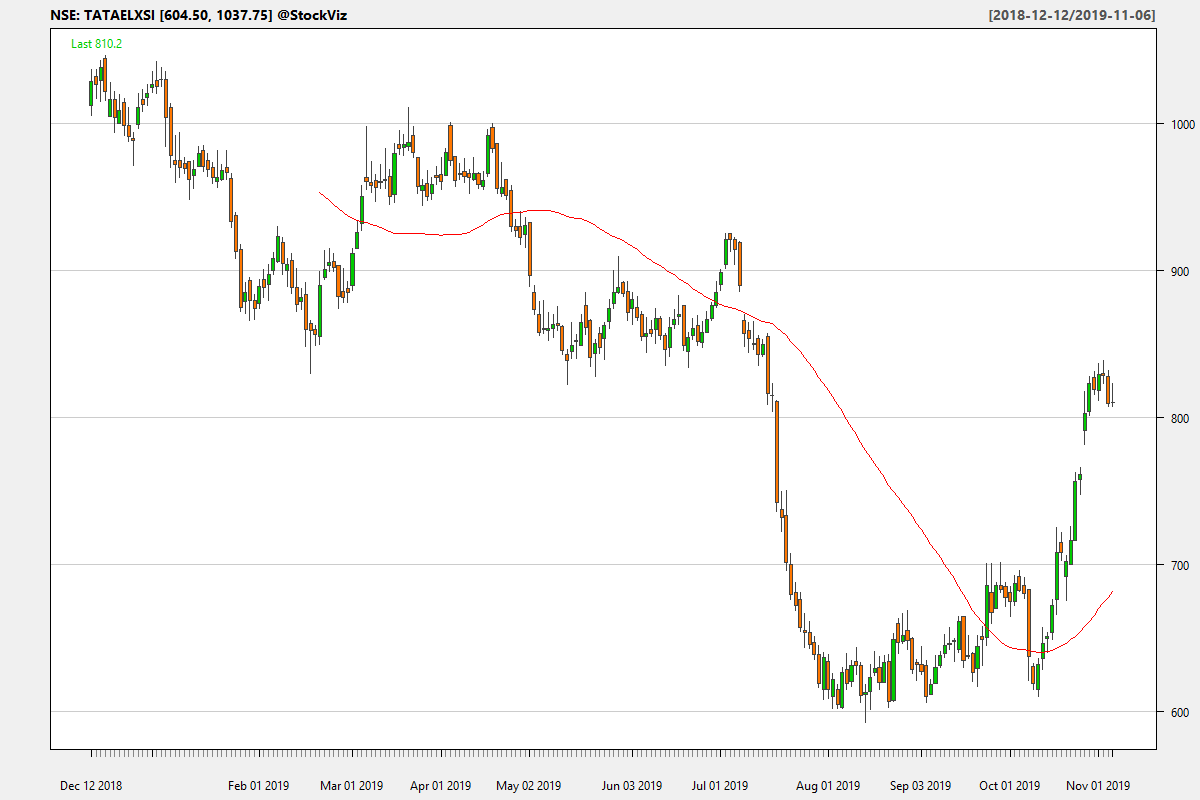 NSE: TATAELXSI [604.50, 1037.75] @StockViz [2018-12-12/2019-11-06]
Last 810.2
1000
900
800
700
600
Dec 12 2018 Feb 01 2019 Mar 01 2019 Apr 01 2019 May 02 2019 Jun 03 2019 Jul 01 2019 Aug 01 2019 Sep 03 2019 Oct 01 2019 Nov 01 2019